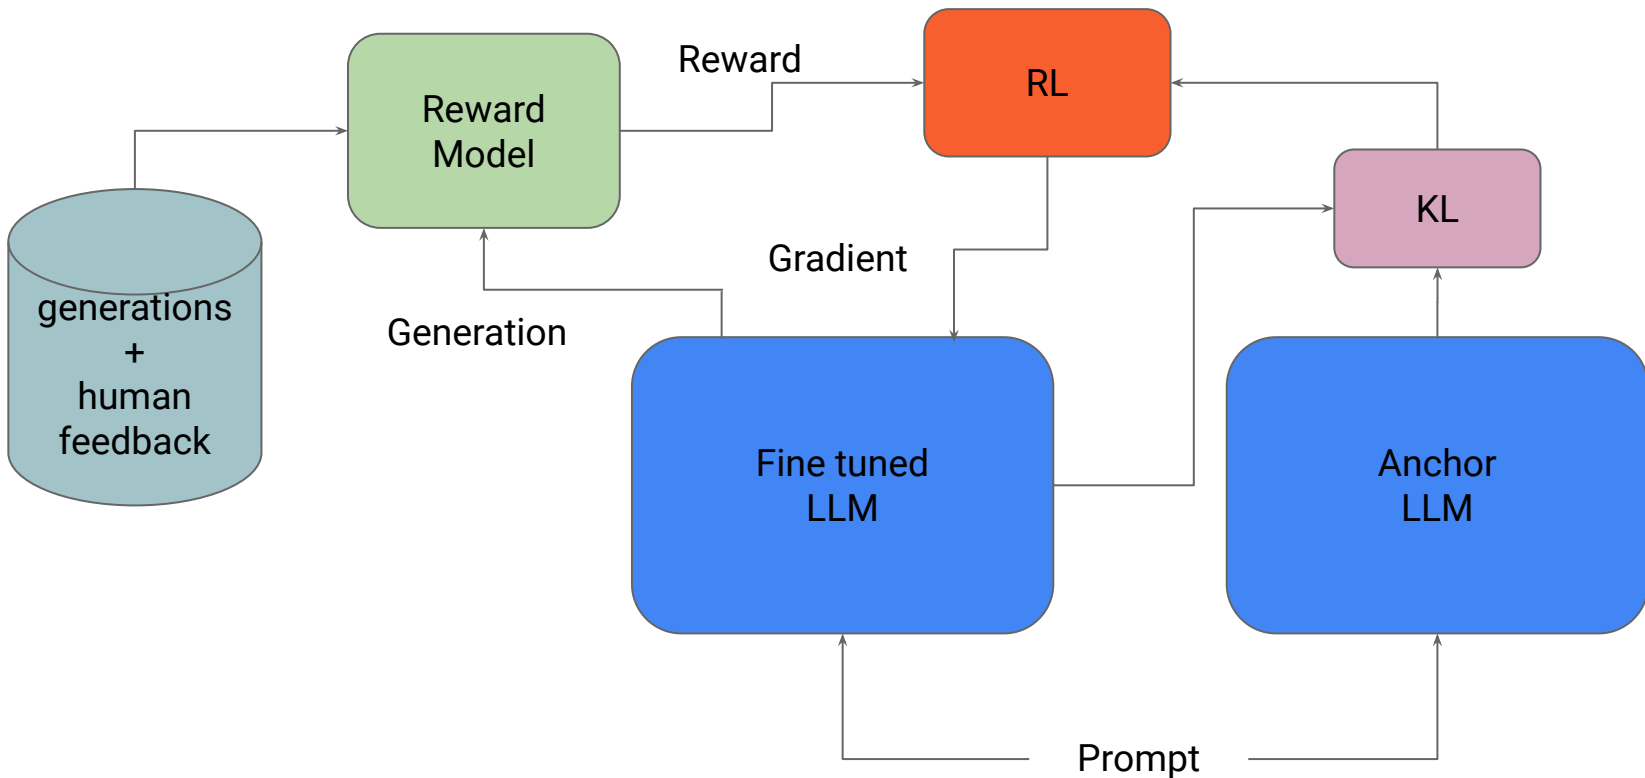 Reward
RL
Reward
Model
KL
Gradient
generations
+
human
feedback
Generation
Fine tuned
LLM
Anchor
LLM
Prompt